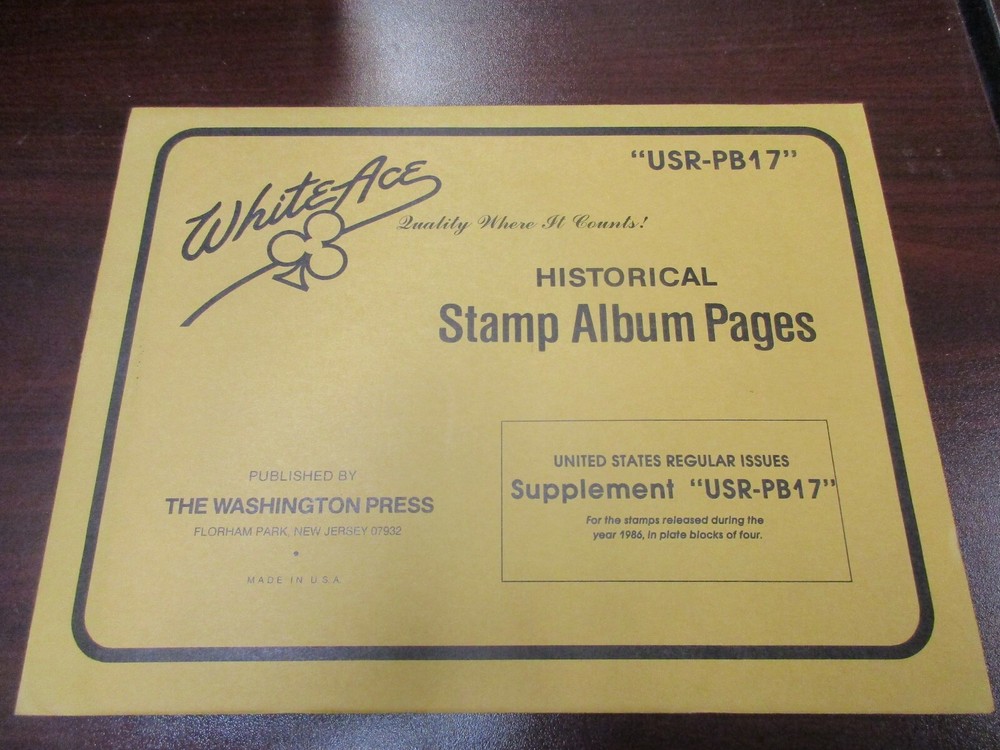 "USR-PB17"
White Ace
Quality Where It Counts!
HISTORICAL
Stamp Album Pages
PUBLISHED BY
THE WASHINGTON PRESS
FLORHAM PARK, NEW JERSEY 07932
MADE IN U.S.A.
UNITED STATES REGULAR ISSUES
Supplement "USR-PB17"
For the stamps released during the
year 1986, in plate blocks of four.